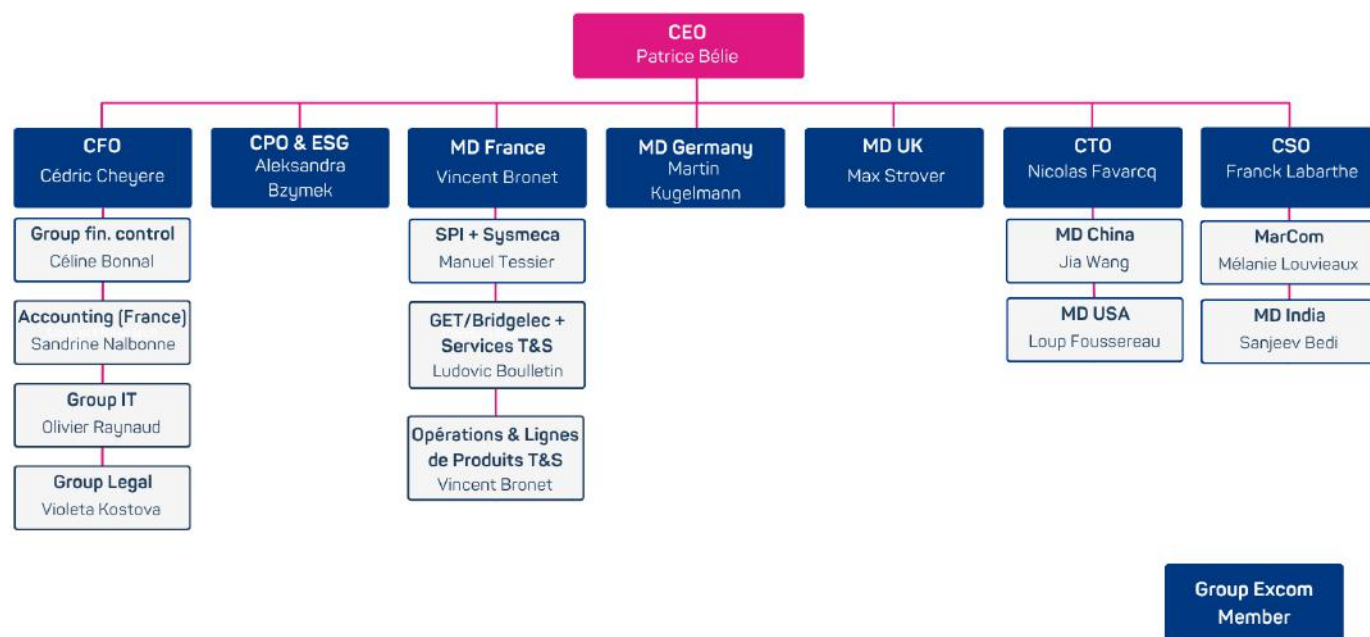 CEO
Patrice Bélie
CFO
Cédric Cheyere
CPO & ESG
Aleksandra
Bzymek
MD France
Vincent Bronet
MD Germany
Martin
Kugelmann
MD UK
Max Strover
CTO
Nicolas Favarcq
CSO
Franck Labarthe
Group fin. control
Céline Bonnal
Accounting (France)
Sandrine Nalbonne
Group IT
Olivier Raynaud
Group Legal
Violeta Kostova
SPI + Sysmeca
Manuel Tessier
GET/Bridgelec +
Services T&S
Ludovic Boulletin
Opérations & Lignes
de Produits T&S
Vincent Bronet
MD China
Jia Wang
MD USA
Loup Foussereau
MarCom
Mélanie Louvieaux
MD India
Sanjeev Bedi
Group Excom
Member